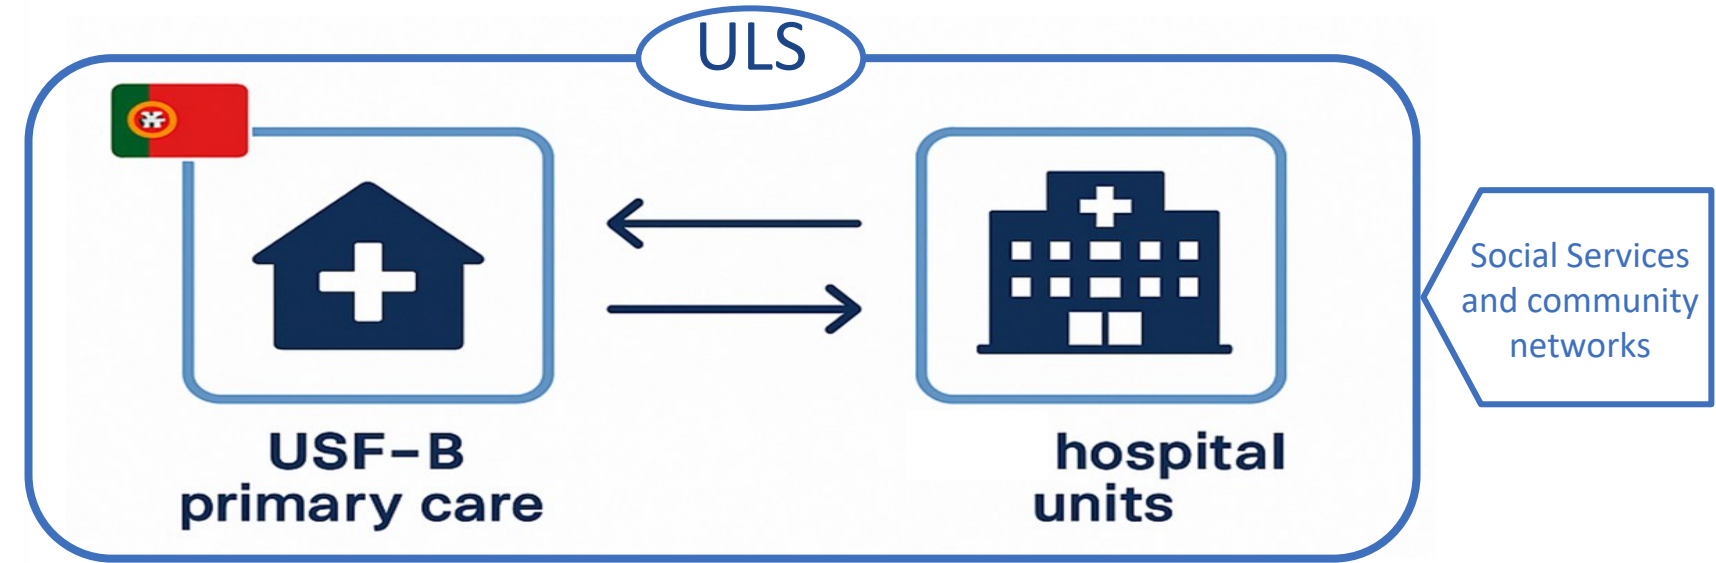 ULS
USF-B
primary care
hospital
units
Social Services
and community
networks